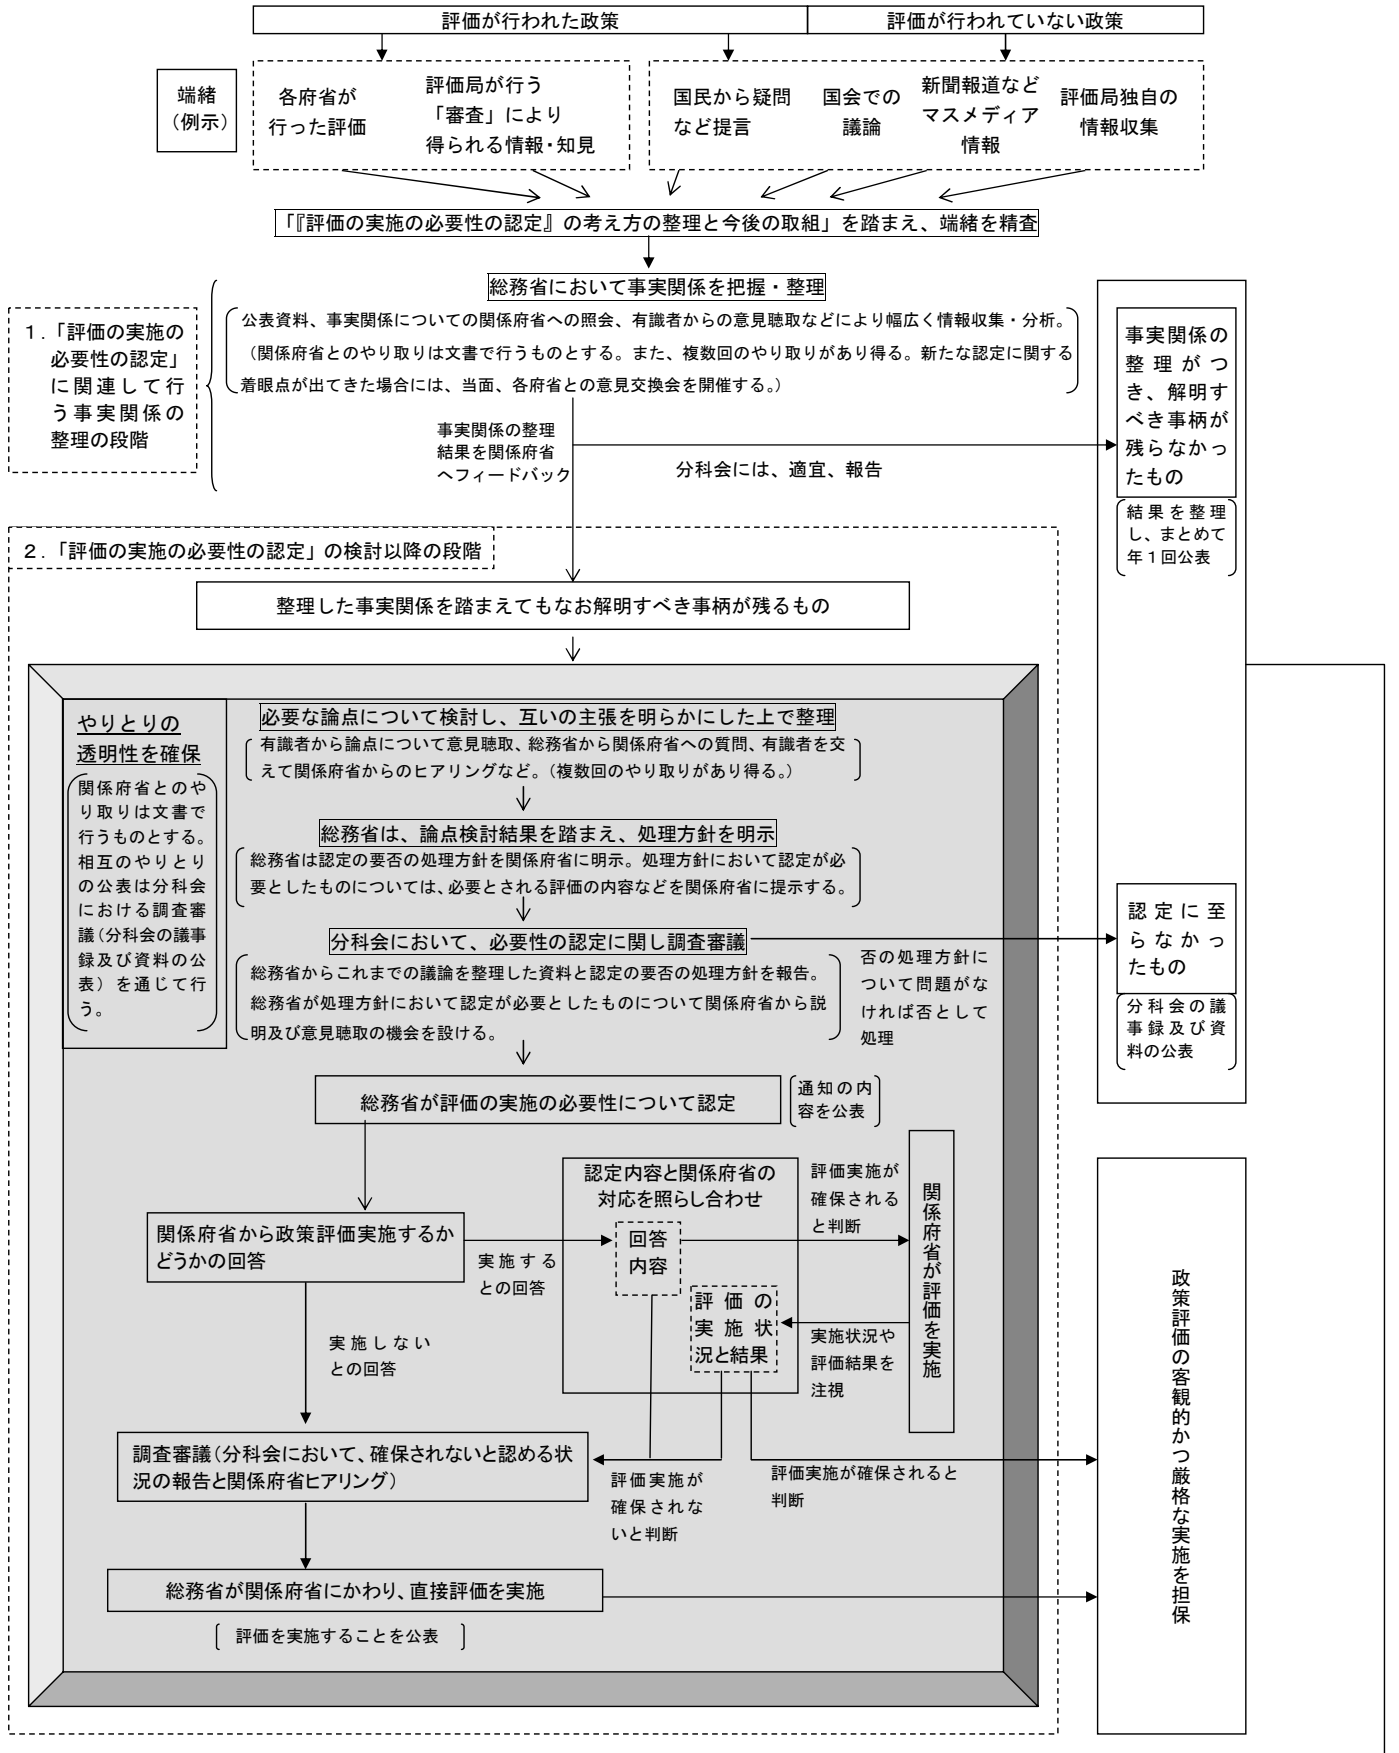 評価が行われた政策
評価が行われていない政策
端緒
（例示）
各府省が
行った評価
評価局が行う
「審査」により
得られる情報・知見
国民から疑問
など提言
国会での
議論
新聞報道など
マスメディア
情報
評価局独自の
情報収集
「『評価の実施の必要性の認定』の考え方の整理と今後の取組」を踏まえ、端緒を精査
総務省において事実関係を把握・整理
１．「評価の実施の
必要性の認定」
に関連して行
う事実関係の
整理の段階
公表資料、事実関係についての関係府省への照会、有識者からの意見聴取などにより幅広く情報収集・分析。
（関係府省とのやり取りは文書で行うものとする。また、複数回のやり取りがあり得る。新たな認定に関する
着眼点が出てきた場合には、当面、各府省との意見交換会を開催する。）
事実関係の
整理がつ
き、解明す
べき事柄が
残らなかっ
たもの
結果を整理
し、まとめて
年１回公表
事実関係の整理
結果を関係府省
へフィードバック
分科会には、適宜、報告
２．「評価の実施の必要性の認定」の検討以降の段階
整理した事実関係を踏まえてもなお解明すべき事柄が残るもの
やりとりの
透明性を確保
関係府省とのや
り取りは文書で
行うものとする。
相互のやりとり
の公表は分科会
における調査審
議（分科会の議事
録及び資料の公
表）を通じて行
う。
必要な論点について検討し、互いの主張を明らかにした上で整理
有識者から論点について意見聴取、総務省から関係府省への質問、有識者を交
えて関係府省からのヒアリングなど。（複数回のやり取りがあり得る。）
総務省は、論点検討結果を踏まえ、処理方針を明示
総務省は認定の要否の処理方針を関係府省に明示。処理方針において認定が必
要としたものについては、必要とされる評価の内容などを関係府省に提示する。
分科会において、必要性の認定に関し調査審議
総務省からこれまでの議論を整理した資料と認定の要否の処理方針を報告。
総務省が処理方針において認定が必要としたものについて関係府省から説
明及び意見聴取の機会を設ける。
否の処理方針に
ついて問題がな
ければ否として
処理
認定に至
らなかっ
たもの
分科会の議
事録及び資
料の公表
総務省が評価の実施の必要性について認定
通知の内
容を公表
関係府省から政策評価実施するか
どうかの回答
実施する
との回答
実施しない
との回答
認定内容と関係府省の
対応を照らし合わせ
回答
内容
評価の
実施状
況と結果
評価実施が
確保される
と判断
実施状況や
評価結果を
注視
関係府省が評価を実施
調査審議（分科会において、確保されないと認める状
況の報告と関係府省ヒアリング）
評価実施が
確保されな
いと判断
評価実施が確保されると
判断
総務省が関係府省にかわり、直接評価を実施
評価を実施することを公表
政策評価の客観的かつ厳格な実施を担保